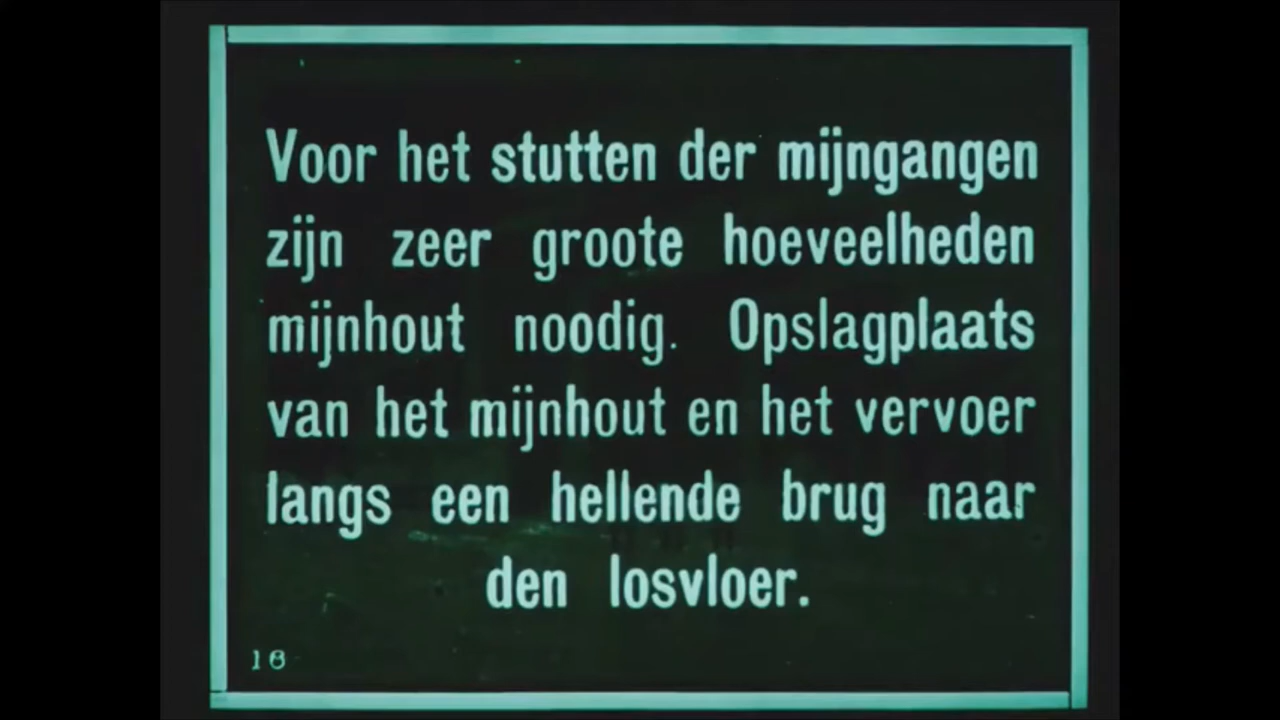 Voor het stutten der mijngangen
zijn zeer groote hoeveelheden
mijnhout noodig. Opslagplaats
van het mijnhout en het vervoer
langs een hellende brug naar
den losvloer.
16